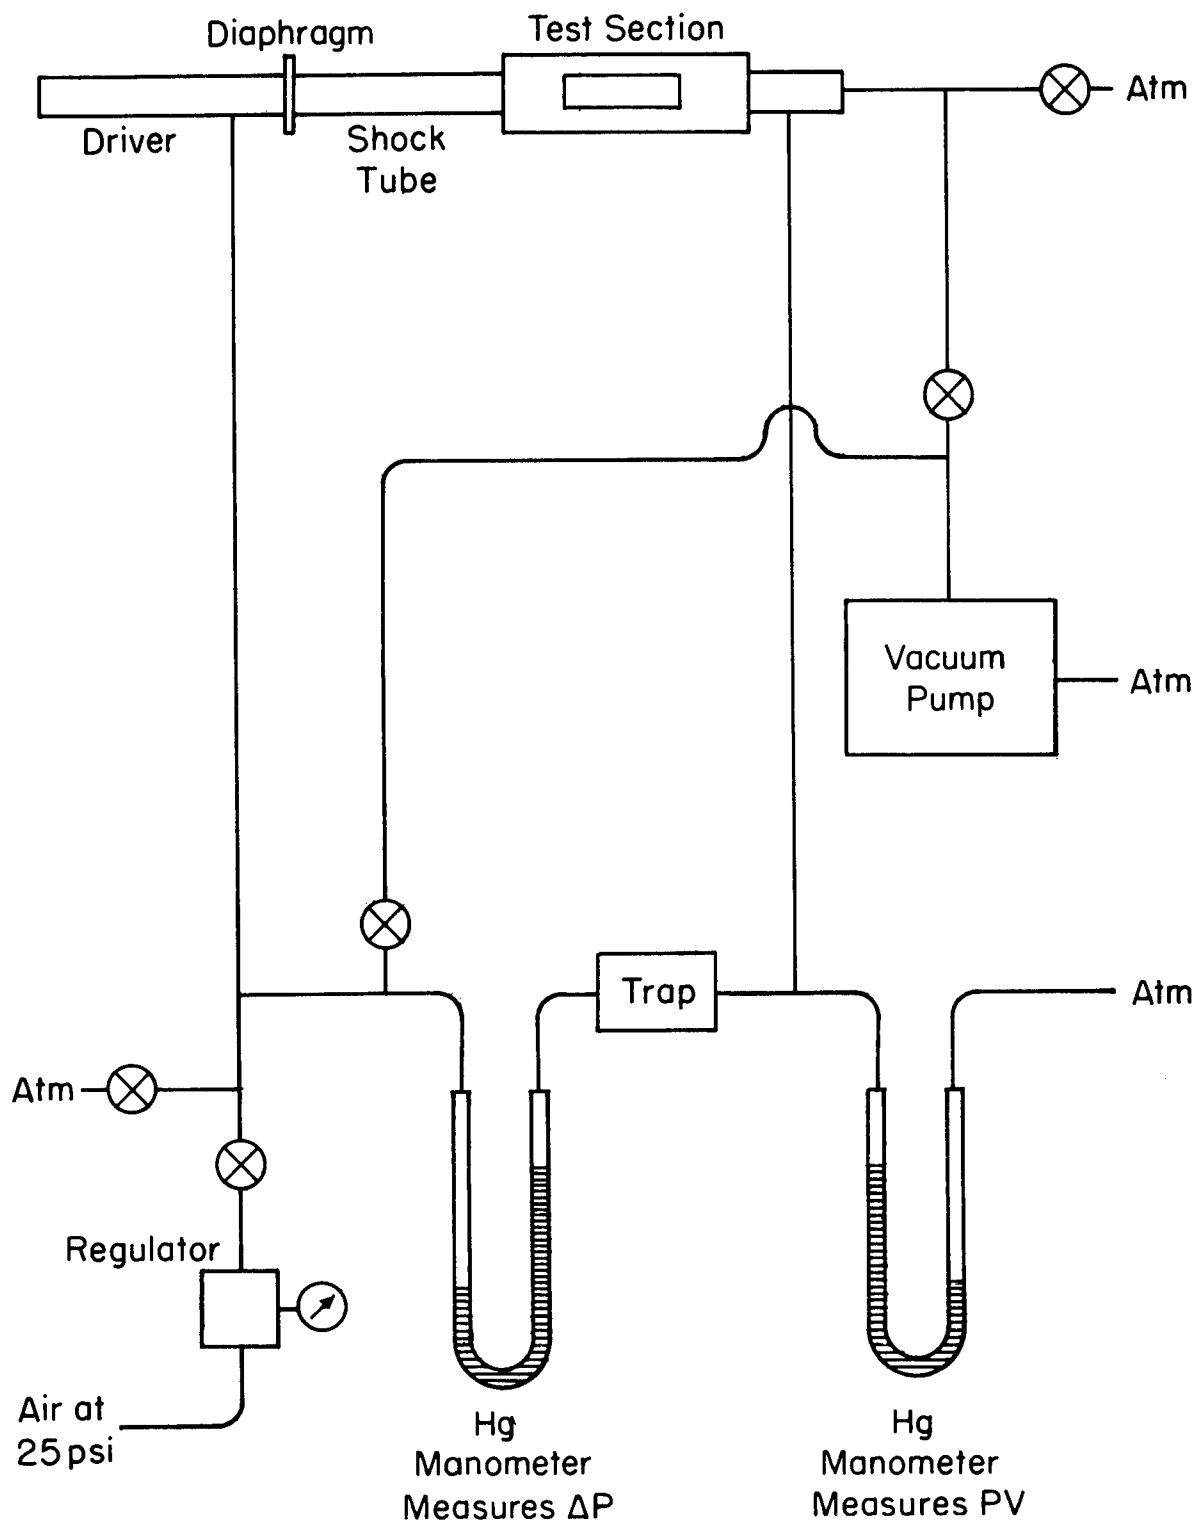 Diaphragm
Test Section
Atm
Driver
Shock
Tube
Vacuum
Pump
Atm
Trap
Atm
Atm
Regulator
Air at
25 psi
Hg
Manometer
Measures ΔP
Hg
Manometer
Measures PV